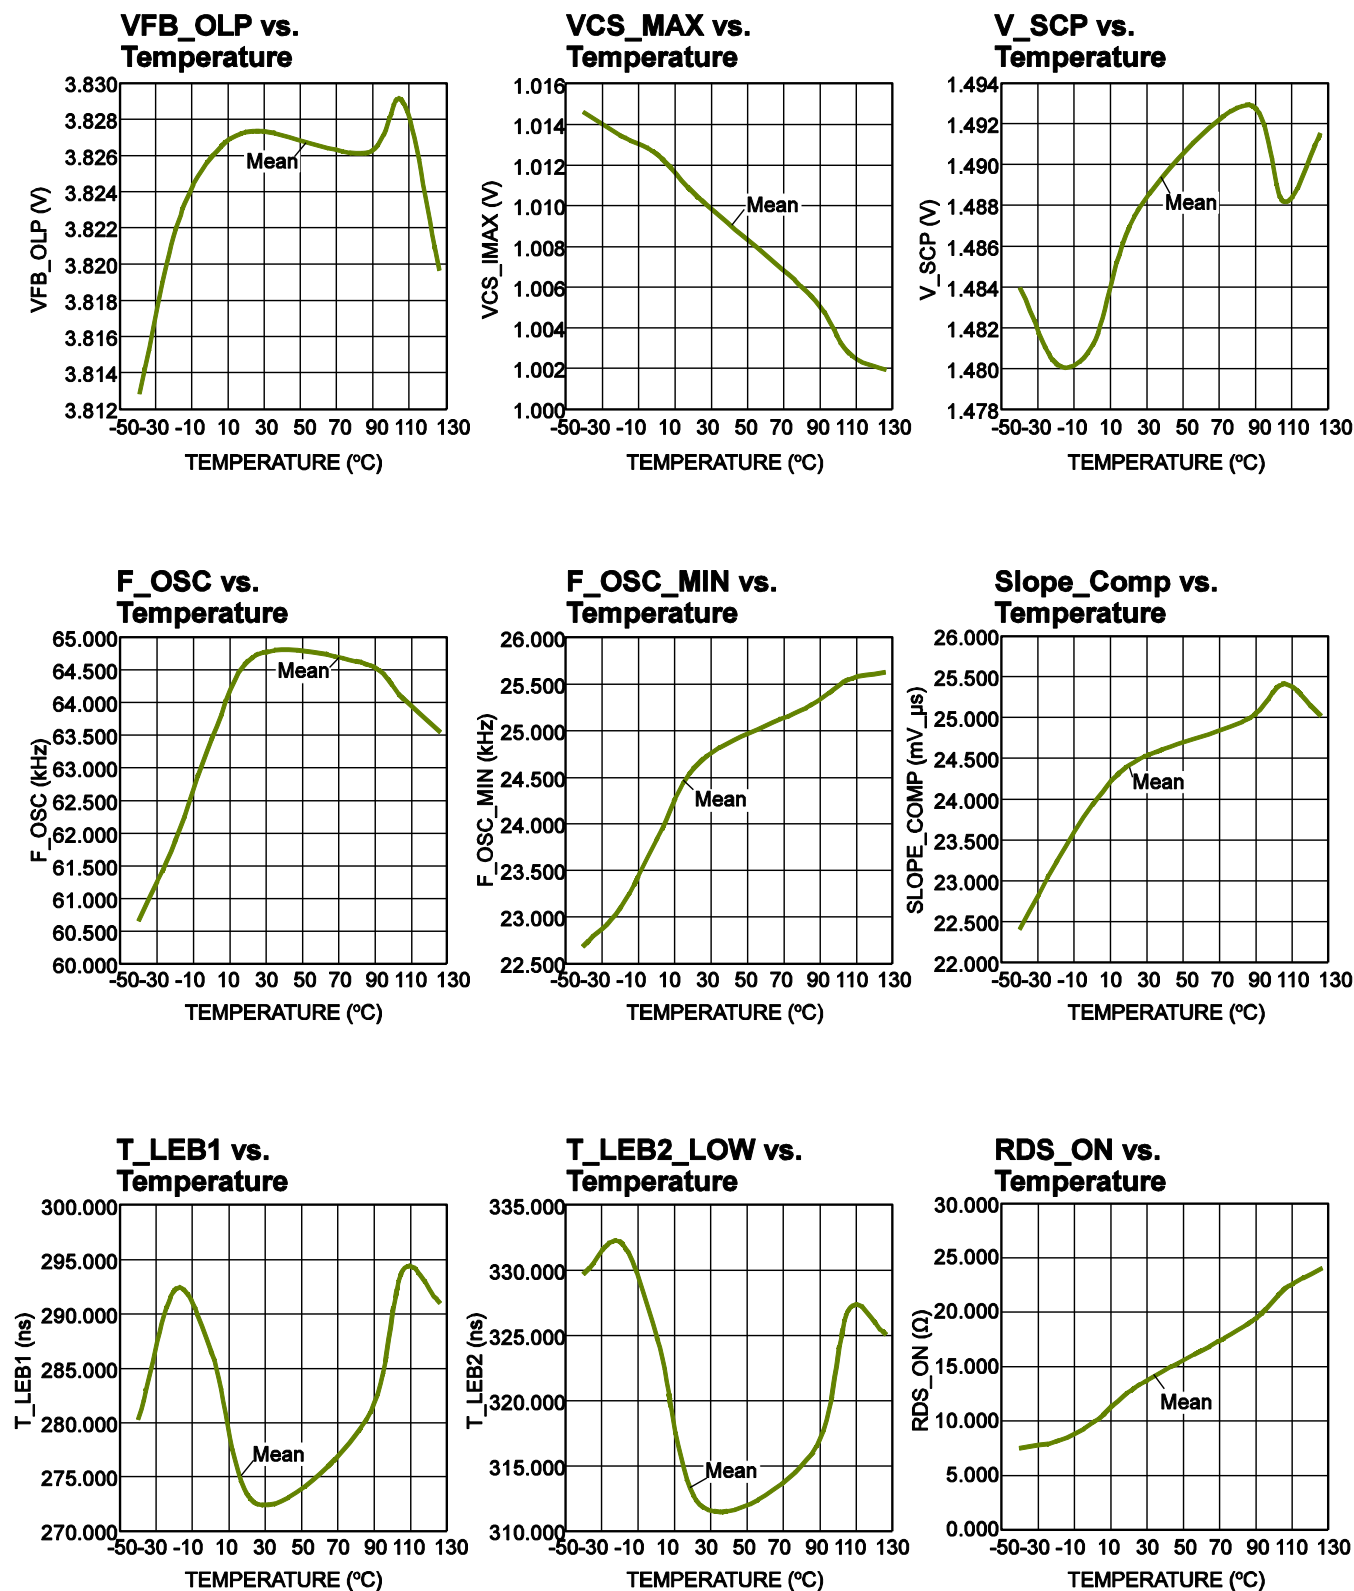 VFB_OLP vs.
Temperature
3.830
3.828
3.826
3.824
3.822
3.820
3.818
3.816
3.814
3.812
VFB_OLP (V)
Mean
-50 -30 -10 10 30 50 70 90 110 130
TEMPERATURE (ºC)
VCS_MAX vs.
Temperature
1.016
1.014
1.012
1.010
1.008
1.006
1.004
1.002
1.000
VCS_IMAX (V)
Mean
-50 -30 -10 10 30 50 70 90 110 130
TEMPERATURE (ºC)
V_SCP vs.
Temperature
1.494
1.492
1.490
1.488
1.486
1.484
1.482
1.480
1.478
V_SCP (V)
Mean
-50 -30 -10 10 30 50 70 90 110 130
TEMPERATURE (ºC)
F_OSC vs.
Temperature
65.000
64.500
64.000
63.500
63.000
62.500
62.000
61.500
61.000
60.500
60.000
F_OSC (kHz)
Mean
-50 -30 -10 10 30 50 70 90 110 130
TEMPERATURE (ºC)
F_OSC_MIN vs.
Temperature
26.000
25.500
25.000
24.500
24.000
23.500
23.000
22.500
F_OSC_MIN (kHz)
Mean
-50 -30 -10 10 30 50 70 90 110 130
TEMPERATURE (ºC)
Slope_Comp vs.
Temperature
26.000
25.500
25.000
24.500
24.000
23.500
23.000
22.500
22.000
SLOPE_COMP (mV_µs)
Mean
-50 -30 -10 10 30 50 70 90 110 130
TEMPERATURE (ºC)
T_LEB1 vs.
Temperature
300.000
295.000
290.000
285.000
280.000
275.000
270.000
T_LEB1 (ns)
Mean
-50 -30 -10 10 30 50 70 90 110 130
TEMPERATURE (ºC)
T_LEB2_LOW vs.
Temperature
335.000
330.000
325.000
320.000
315.000
310.000
T_LEB2 (ns)
Mean
-50 -30 -10 10 30 50 70 90 110 130
TEMPERATURE (ºC)
RDS_ON vs.
Temperature
30.000
25.000
20.000
15.000
10.000
5.000
0.000
RDS_ON (Ω)
Mean
-50 -30 -10 10 30 50 70 90 110 130
TEMPERATURE (ºC)